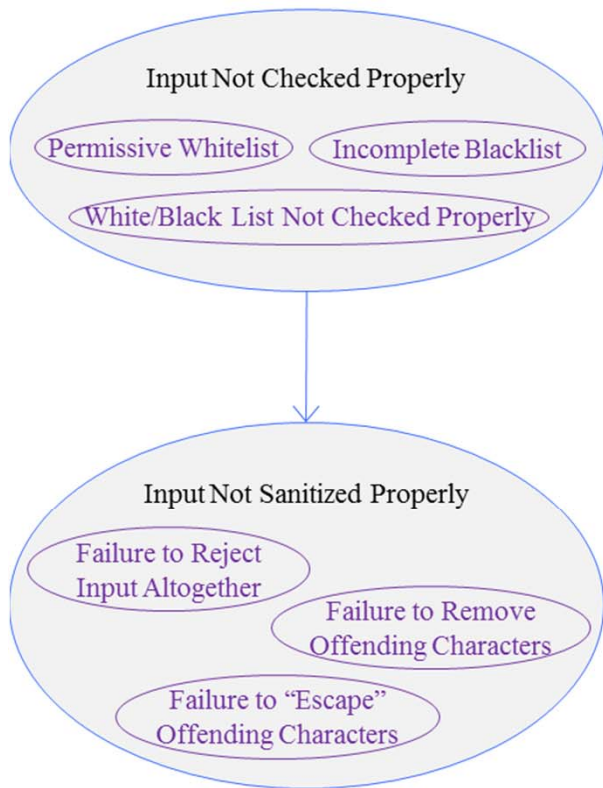 Input Not Checked Properly
Permissive Whitelist
Incomplete Blacklist
White/Black List Not Checked Properly
Input Not Sanitized Properly
Failure to Reject
Input Altogether
Failure to Remove
Offending Characters
Failure to “Escape”
Offending Characters